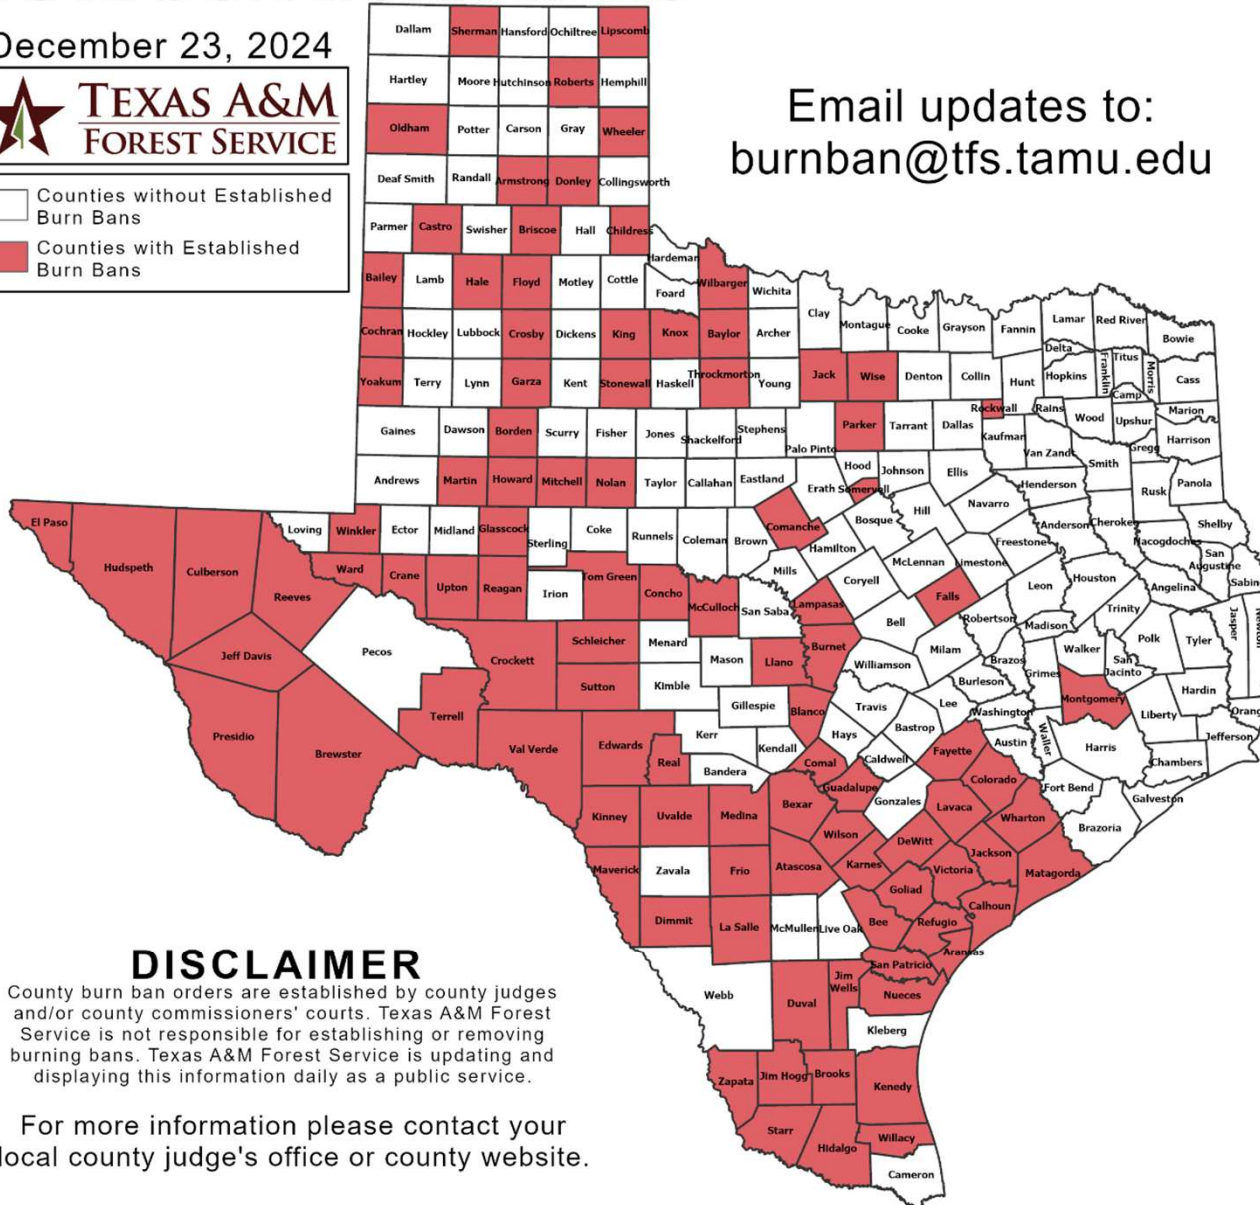 December 23, 2024
TEXAS A&M
FOREST SERVICE
Counties without Established
Burn Bans
Counties with Established
Burn Bans
Email updates to:
burnban@tfs.tamu.edu
Dallam Sherman Hansford Ochiltree Lipscomb
Hartley Moore Hutchinson Roberts Hemphill
Oldham Potter Carson Gray Wheeler
Deaf Smith Randall Armstrong Donley Collingsworth
Parmer Castro Swisher Briscoe Hall Childress
Hardeman
Bailey Lamb Hale Floyd Motley Cottle Foard Wilbarger Wichita
Clay Montague Cooke Grayson Fannin Lamar Red River Bowie
Cochran Hockley Lubbock Crosby Dickens King Knox Baylor Archer
Delta Titus Franklin Morris Cass
Yoakum Terry Lynn Garza Kent Stonewall Haskell Throckmorton Young Jack Wise Denton Collin Hunt Hopkins Camp
Rockwall Rains Wood Upshur Marion
Gaines Dawson Borden Scurry Fisher Jones Shackelford Stephens Palo Pinto Parker Tarrant Dallas Kaufman Van Zandt Gregg Harrison
Andrews Martin Howard Mitchell Nolan Taylor Callahan Eastland Erath Hood Somervell Johnson Ellis Henderson Smith Rusk Panola
El Paso Hudspeth Culberson Reeves Loving Winkler Ector Midland Glasscock Sterling Coke Runnels Coleman Brown Comanche Hamilton Bosque Hill Navarro Freestone Anderson Cherokee Nacogdoches Shelby
San
Augustine
Sabin
Ward Crane Upton Reagan Irion Tom Green Concho McCulloch San Saba Mills Lampasas Coryell McLennan Limestone Falls Leon Houston Angelina
Jeff Davis Pecos Crockett Schleicher Menard Mason Llano Burnet Bell Milam Robertson Madison Trinity Walker Polk Tyler Jasper Newton
San
Jacinto
Presidio Brewster Terrell Sutton Kimble Gillespie Blanco Williamson Travis Burleson Brazos Grimes Montgomery Liberty Hardin Orang
Val Verde Edwards Real Kerr Kendall Bandera Hays Bastrop Lee Washington Waller Austin Harris Jefferson Chambers
Kinney Uvalde Medina Bexar Comal Guadalupe Caldwell Gonzales Fayette Colorado Lavaca Fort Bend Wharton Brazoria Galveston
Maverick Zavala Frio Atascosa Wilson Karnes DeWitt Jackson Victoria Matagorda
Dimmit La Salle McMullen Live Oak Bee Goliad Refugio Calhoun Aransas
San Patricio
Webb Duval
Jim
Wells
Nueces
Kleberg
Zapata Jim Hogg Brooks Kenedy
Starr Hidalgo Willacy
Cameron
DISCLAIMER
County burn ban orders are established by county judges
and/or county commissioners' courts. Texas A&M Forest
Service is not responsible for establishing or removing
burning bans. Texas A&M Forest Service is updating and
displaying this information daily as a public service.
For more information please contact your
local county judge's office or county website.